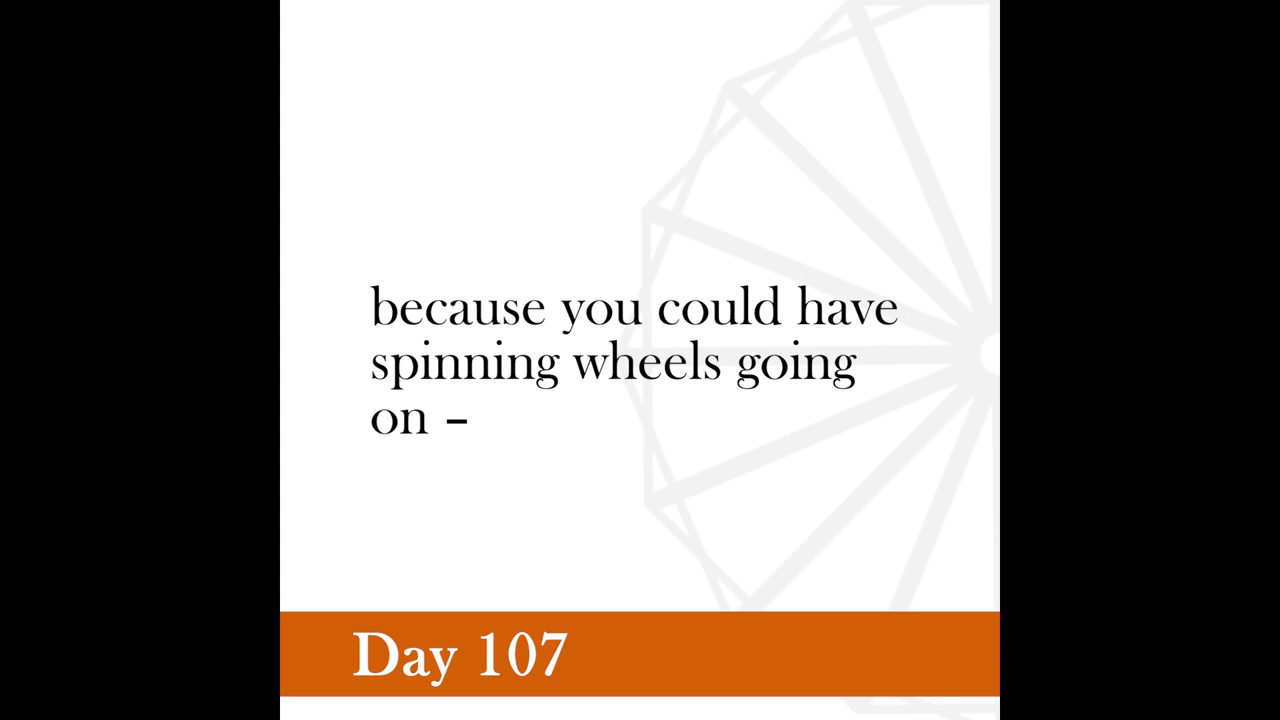 because you could have
spinning wheels going
on –
Day 107